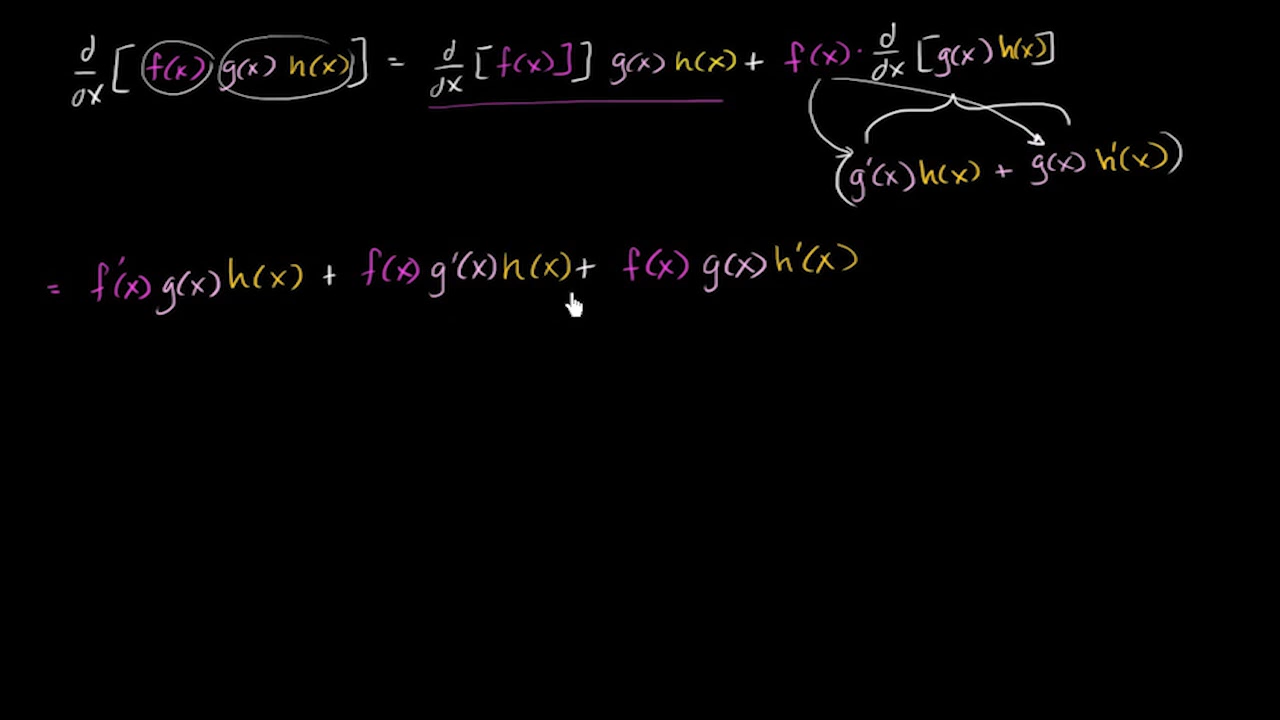 d/dx [f(x) g(x) h(x)] = d/dx [f(x)]] g(x) h(x) + f(x) · d/dx [g(x) h(x)]
(g'(x) h(x) + g(x) h'(x))
= f'(x) g(x) h(x) + f(x) g'(x) h(x) + f(x) g(x) h'(x)